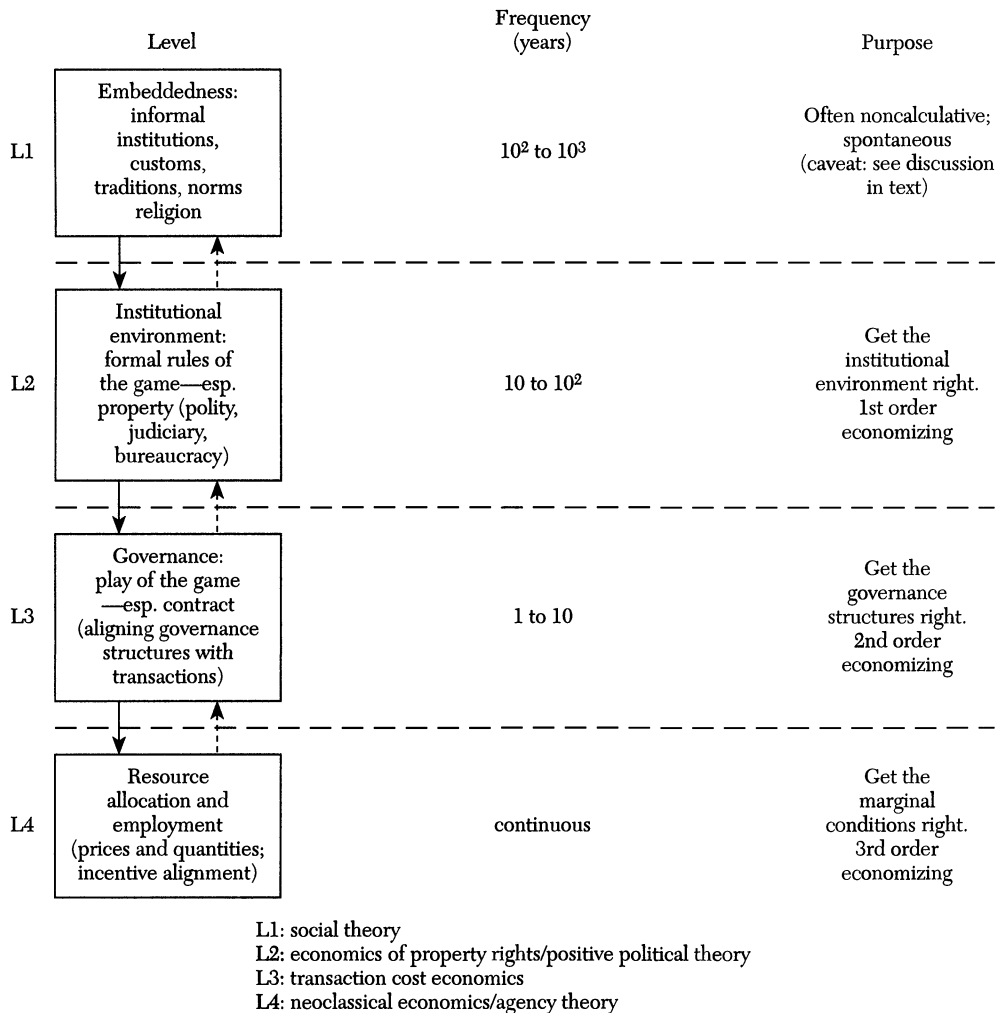 Level
Frequency
(years)
Purpose
L1
Embeddedness:
informal
institutions,
customs,
traditions, norms
religion
10² to 10³
Often noncalculative;
spontaneous
(caveat: see discussion
in text)
L2
Institutional
environment:
formal rules of
the game—esp.
property (polity,
judiciary,
bureaucracy)
10 to 10²
Get the
institutional
environment right.
1st order
economizing
L3
Governance:
play of the game
—esp. contract
(aligning governance
structures with
transactions)
1 to 10
Get the
governance
structures right.
2nd order
economizing
L4
Resource
allocation and
employment
(prices and quantities;
incentive alignment)
continuous
Get the
marginal
conditions right.
3rd order
economizing
L1: social theory
L2: economics of property rights/positive political theory
L3: transaction cost economics
L4: neoclassical economics/agency theory